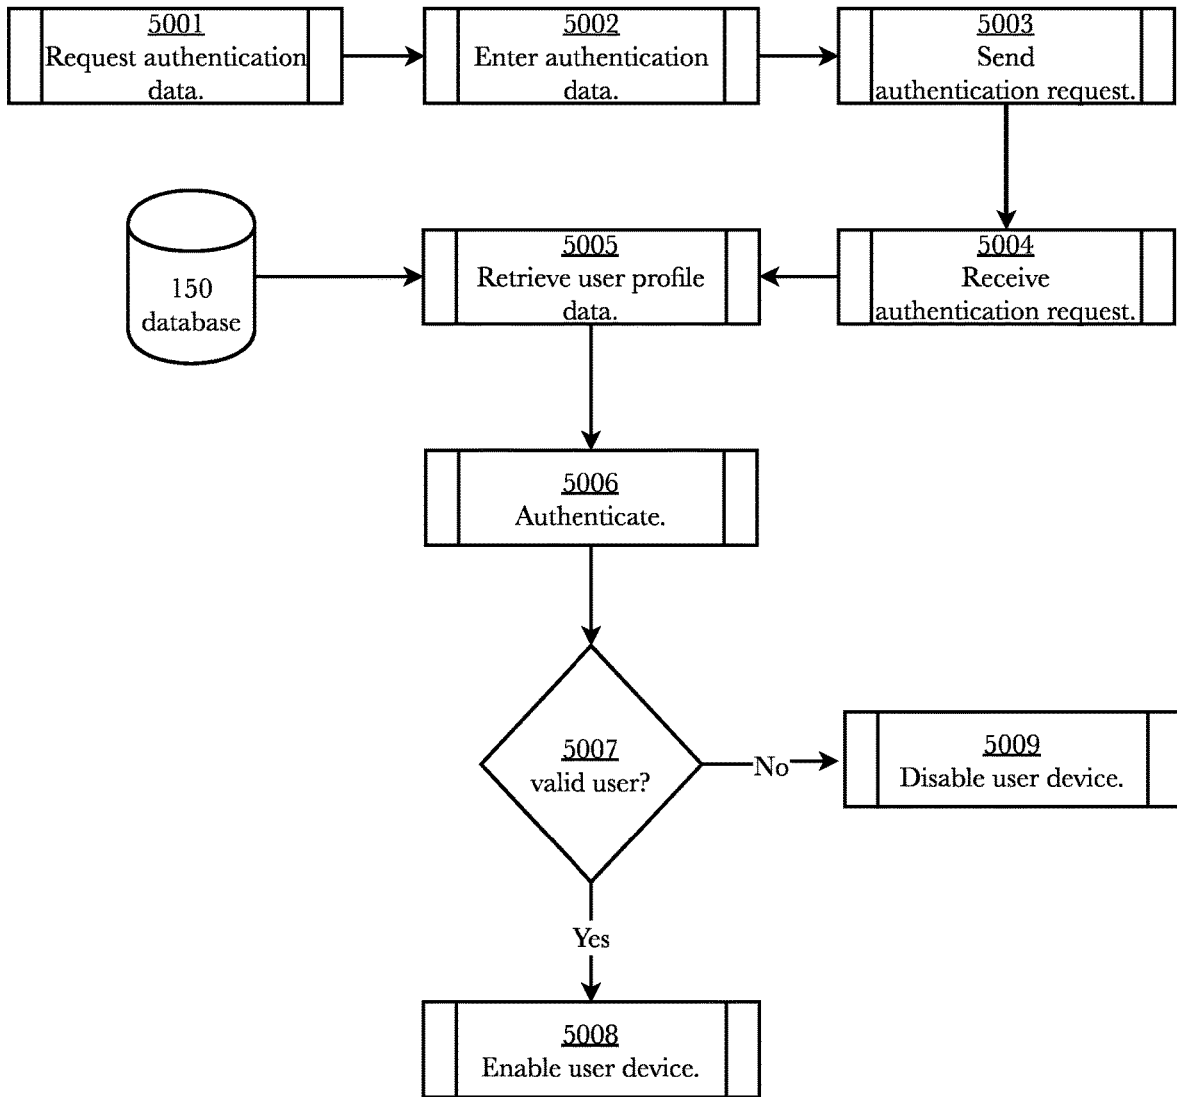 5001
Request authentication
data.
5002
Enter authentication
data.
5003
Send
authentication request.
150
database
5005
Retrieve user profile
data.
5004
Receive
authentication request.
5006
Authenticate.
5007
valid user?
No
5009
Disable user device.
Yes
5008
Enable user device.